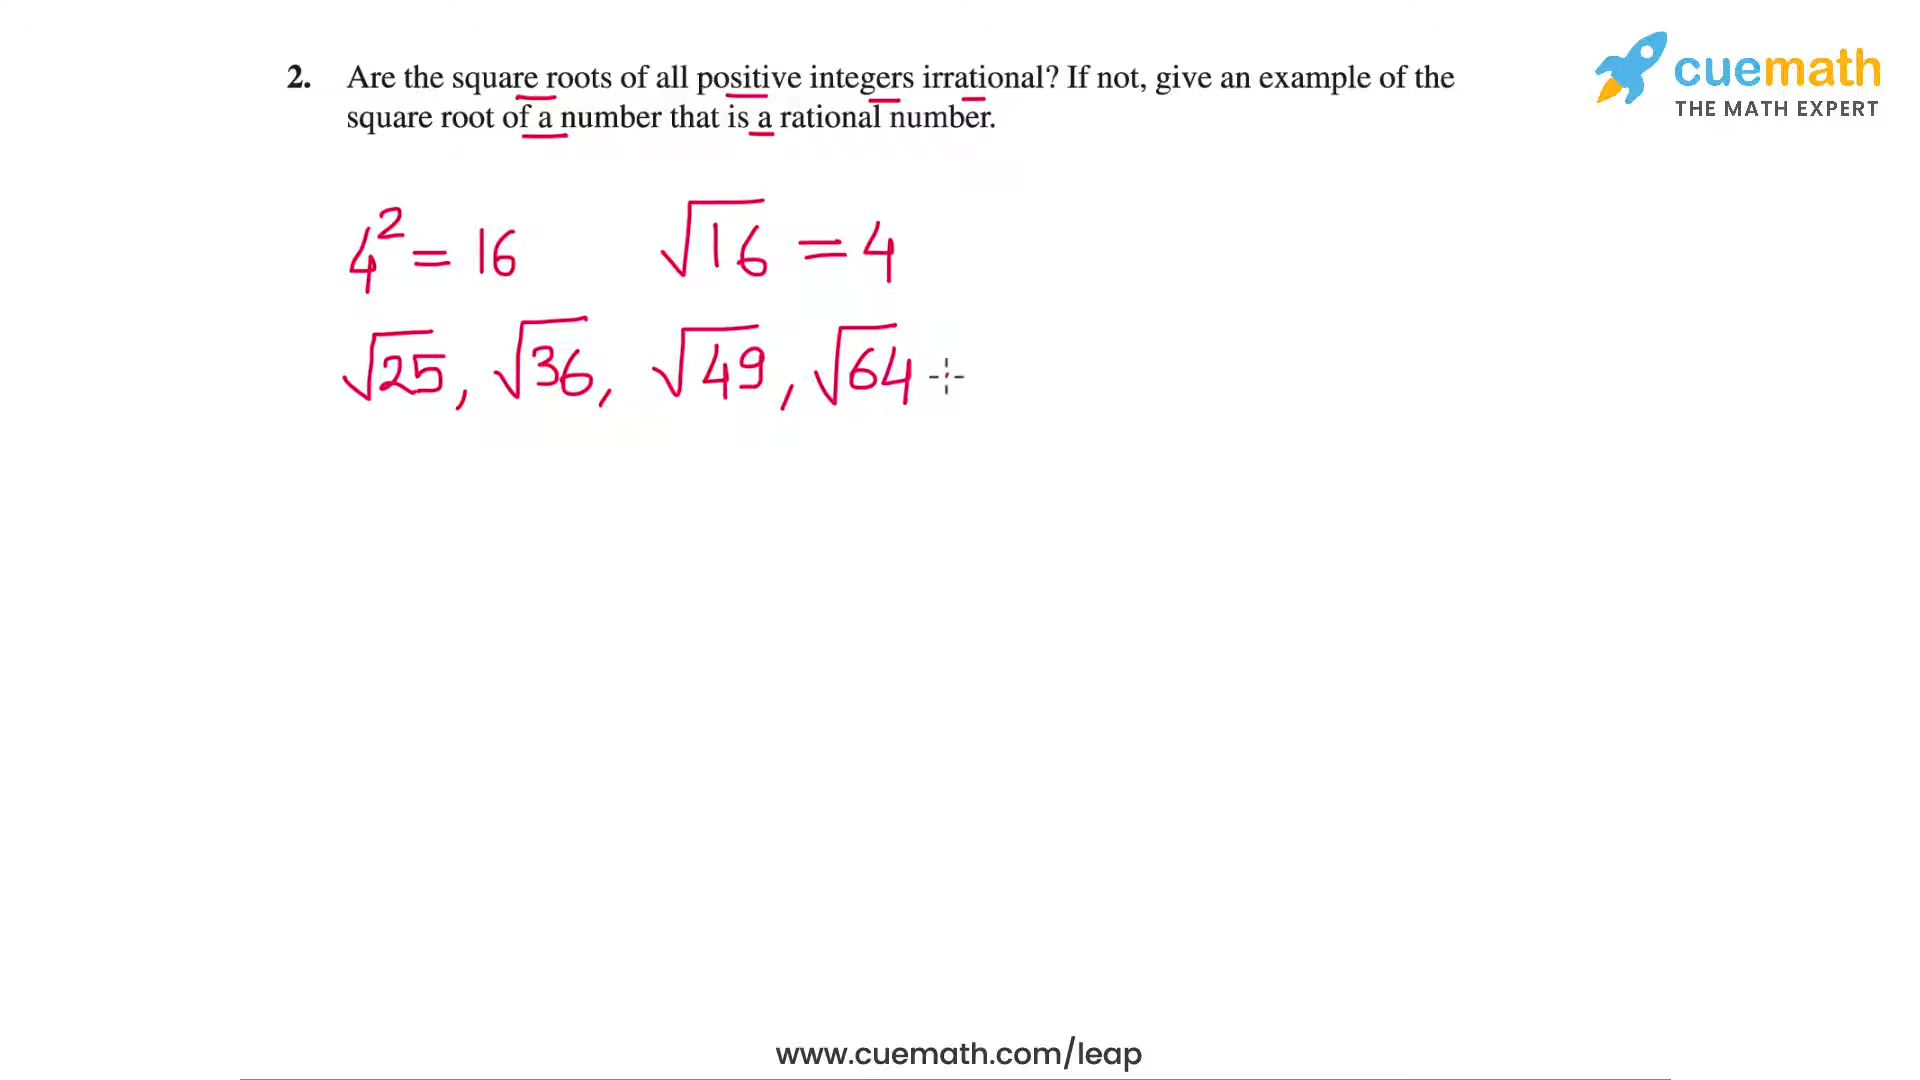 2. Are the square roots of all positive integers irrational? If not, give an example of the
square root of a number that is a rational number.
cuemath
THE MATH EXPERT
4² = 16 √16 = 4
√25, √36, √49, √64
www.cuemath.com/leap